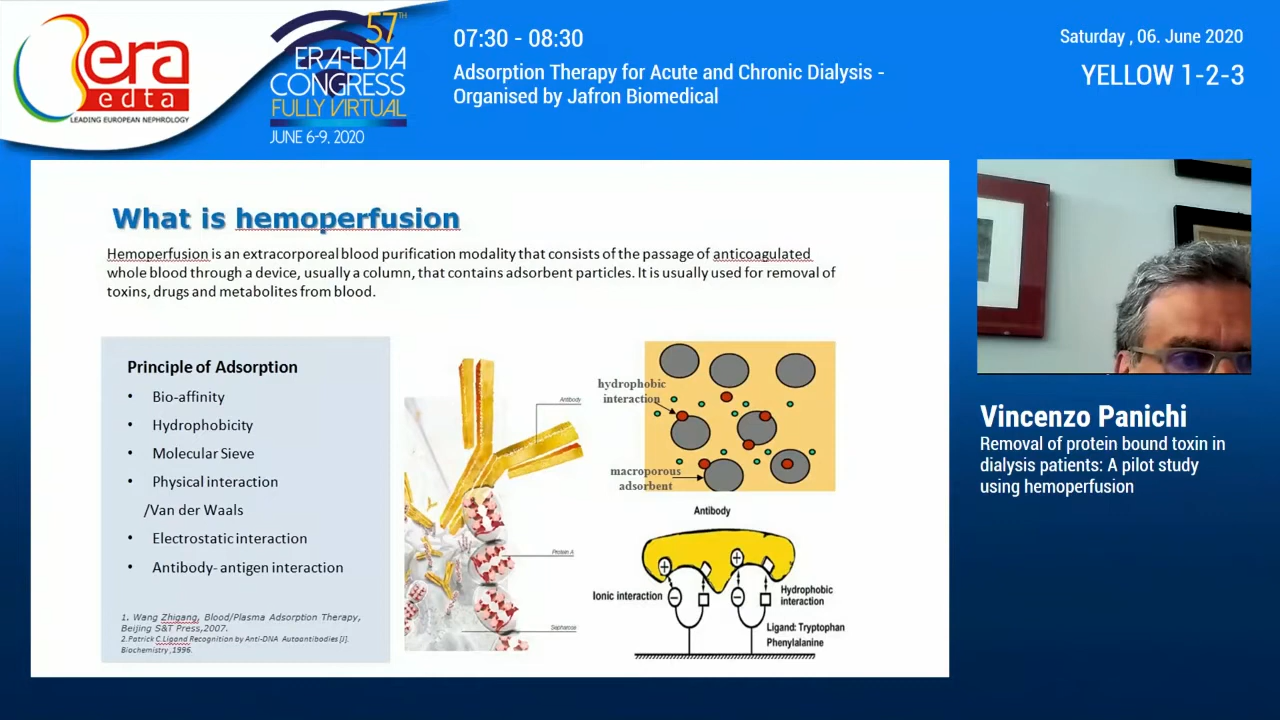 era
edta
LEADING EUROPEAN NEPHROLOGY
57TH
ERA-EDTA
CONGRESS
FULLY VIRTUAL
JUNE 6-9, 2020
07:30 - 08:30
Adsorption Therapy for Acute and Chronic Dialysis -
Organised by Jafron Biomedical
Saturday , 06. June 2020
YELLOW 1-2-3
What is hemoperfusion
Hemoperfusion is an extracorporeal blood purification modality that consists of the passage of anticoagulated
whole blood through a device, usually a column, that contains adsorbent particles. It is usually used for removal of
toxins, drugs and metabolites from blood.
Principle of Adsorption
• Bio-affinity
• Hydrophobicity
• Molecular Sieve
• Physical interaction
/Van der Waals
• Electrostatic interaction
• Antibody- antigen interaction
1. Wang Zhigang, Blood/Plasma Adsorption Therapy,
Beijing S&T Press,2007.
2.Patrick C.Ligand Recognition by Anti-DNA Autoantibodies [J].
Biochemistry ,1996.
Antibody
Protein A
Sepharose
hydrophobic
interaction
macroporous
adsorbent
Antibody
Ionic interaction
Hydrophobic
interaction
Ligand: Tryptophan
Phenylalanine
Vincenzo Panichi
Removal of protein bound toxin in
dialysis patients: A pilot study
using hemoperfusion